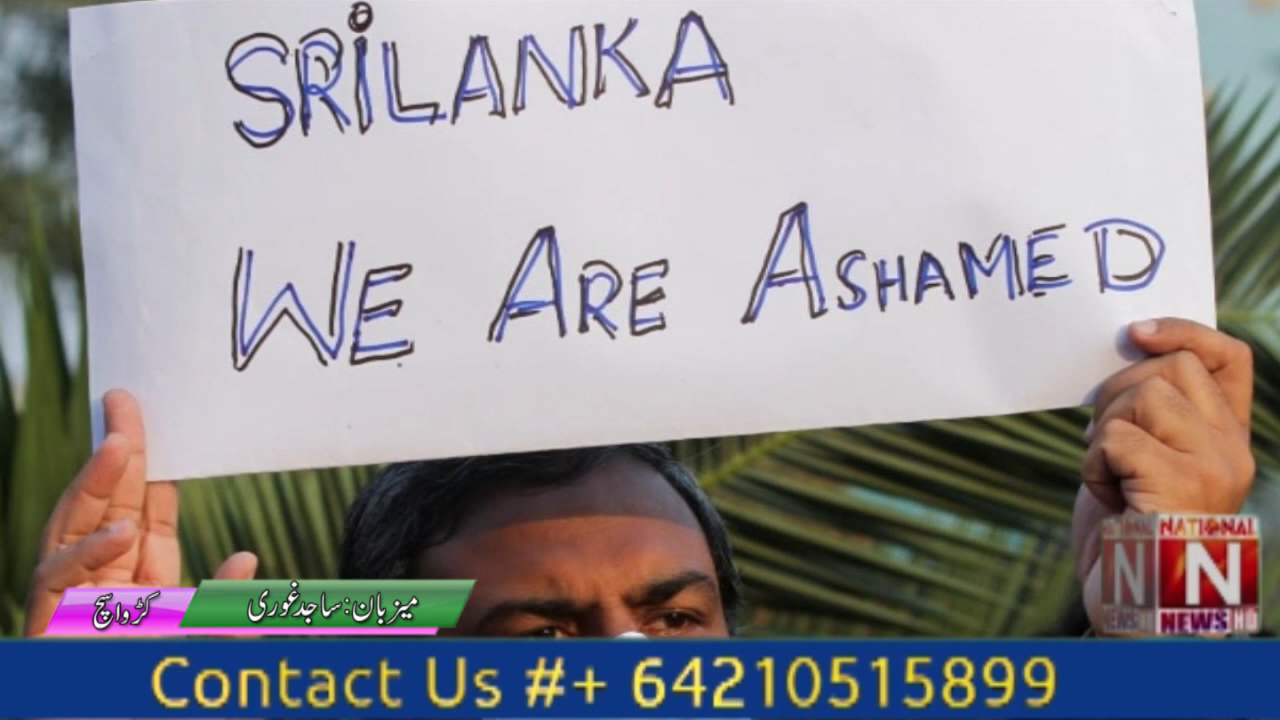 SRiLANKA
WE ARE ASHAMED
کڑوا سچ
میزبان: ساجد غوری
NATIONAL
N N
NEWS HD
Contact Us #+ 64210515899